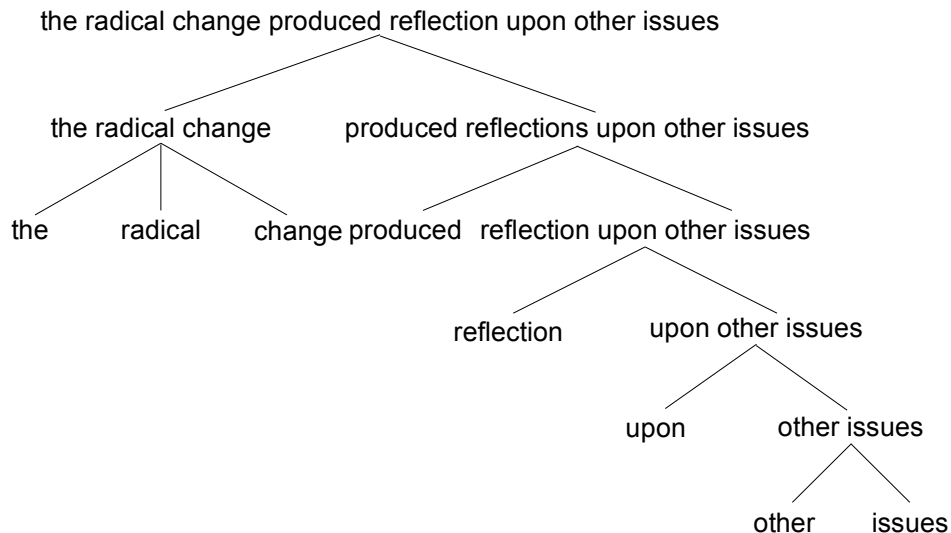 the radical change produced reflection upon other issues
the radical change produced reflections upon other issues
the radical change produced reflection upon other issues
reflection upon other issues
upon other issues
other issues